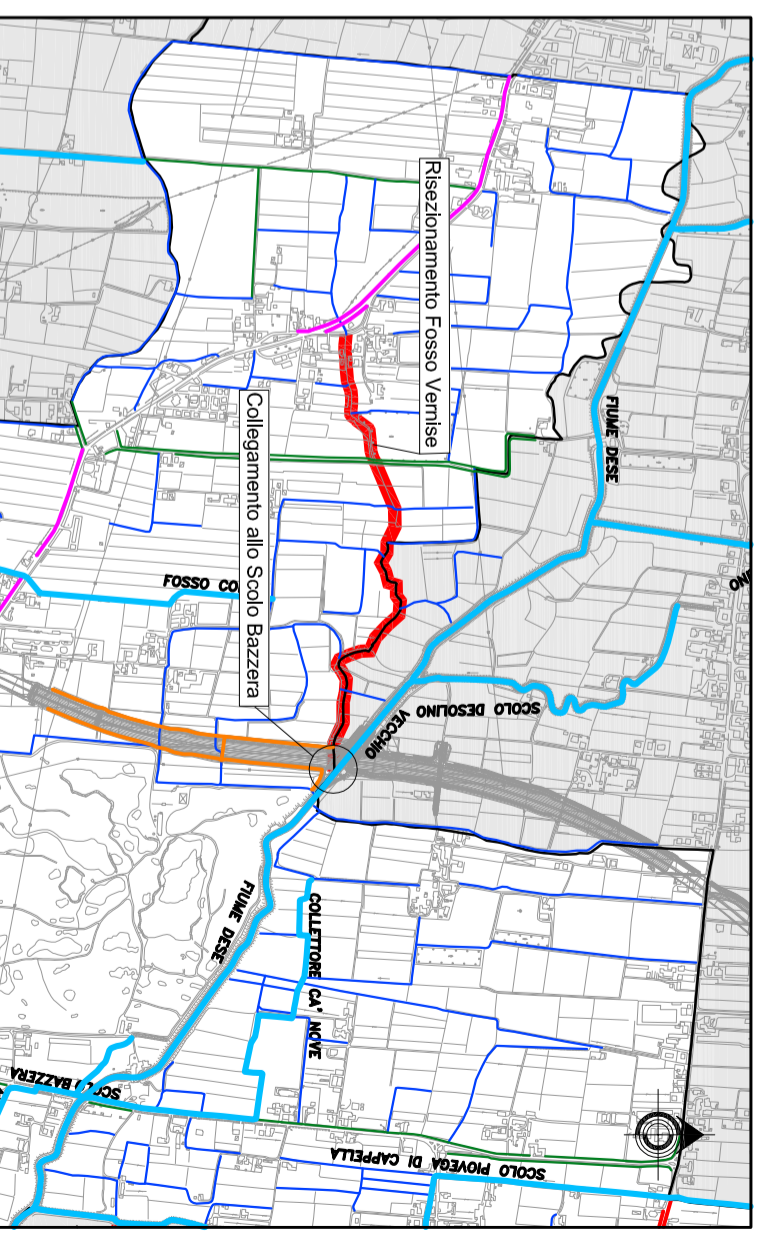 Risezionamento Fosso Vernise
Collegamento allo Scolo Bazzera
FIUME DESE
FOSSO CO
SCOLO DESOLINO
VECCHIO
FIUME DESE
COLLETTORE CA' NOVE
SCOLO BAZZERA
SCOLO PIOVEGA DI CAPPELLA